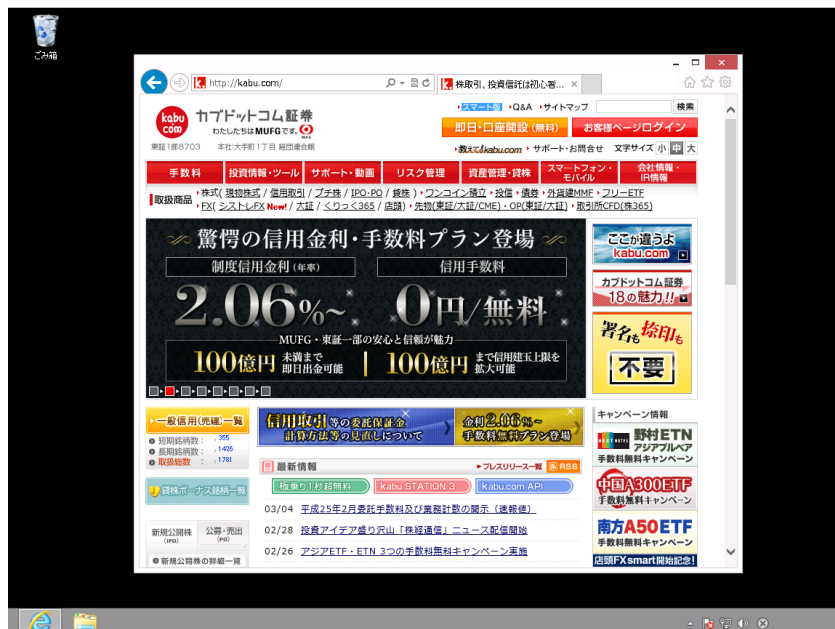 ごみ箱
http://kabu.com/
株取引、投資信託は初心者...
kabu
com
カブドットコム証券
わたしたちはMUFGです。
東証1部8703 本社:大手町1丁目 経団連会館
スマート版 Q&A サイトマップ 検索
即日・口座開設(無料) お客様ページログイン
教えて!kabu.com サポート・お問合せ 文字サイズ 小 中 大
手数料 投資情報・ツール サポート・動画 リスク管理 資産管理・貸株 スマートフォン・モバイル 会社情報・IR情報
取扱商品
株式( 現物株式 / 信用取引 / プチ株 / IPO・PO / 貸株 ) ワンコイン積立 投信 債券 外貨建MMF フリーETF
FX( シストレFX New! / 大証 / くりっく365 / 店頭) 先物(東証/大証/CME)・OP(東証/大証) 取引所CFD(株365)
驚愕の信用金利・手数料プラン登場
制度信用金利(年率) 信用手数料
2.06%~ 0円/無料
MUFG・東証一部の安心と信頼が魅力
100億円 未満まで即日出金可能 100億円 まで信用建玉上限を拡大可能
ここが違うよ
kabu.com
カブドットコム証券
18の魅力!!
署名も捺印も
不要
一般信用(売建)一覧
短期銘柄数: 355
長期銘柄数: 1426
取扱総数 : 1781
貸株ボーナス銘柄一覧
新規公開株(IPO) 公募・売出(PO)
新規公開株の詳細一覧
信用取引等の委託保証金
計算方法等の見直しについて
金利2.06%~
手数料無料プラン登場
最新情報 プレスリリース一覧 RSS
板乗り1秒超無料 kabu STATION 3 kabu.com API
03/04 平成25年2月委託手数料及び業務計数の開示(速報値)
02/28 投資アイデア盛り沢山「株経通信」ニュース配信開始
02/26 アジアETF・ETN 3つの手数料無料キャンペーン実施
キャンペーン情報
NEXT NOTES 野村ETN
アジアブルベア
手数料無料キャンペーン
中国A300ETF
手数料無料キャンペーン
南方A50ETF
手数料無料キャンペーン
店頭FXsmart開始記念!